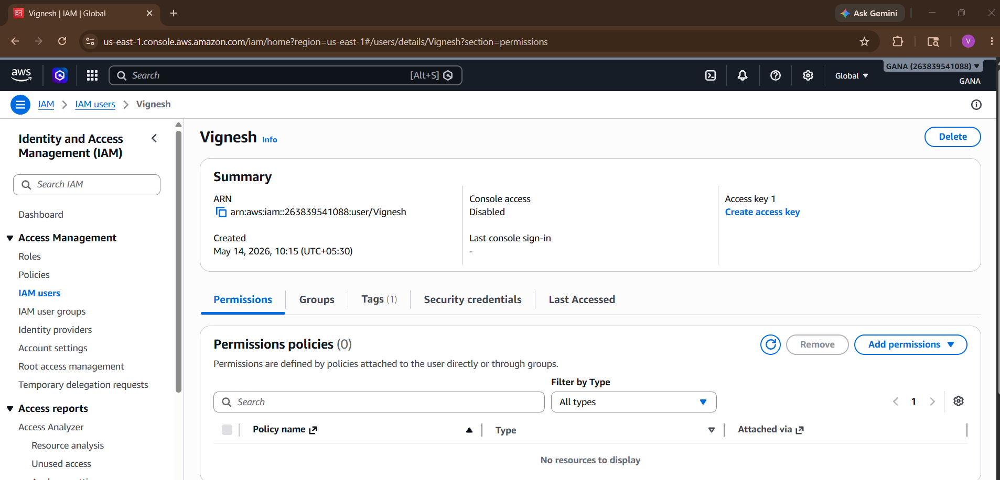 Vignesh | IAM | Global
Ask Gemini
us-east-1.console.aws.amazon.com/iam/home?region=us-east-1#/users/details/Vignesh?section=permissions
V
aws
Search
[Alt+S]
Global
GANA (263839541088)
GANA
IAM
IAM users
Vignesh
Identity and Access
Management (IAM)
Search IAM
Dashboard
Access Management
Roles
Policies
IAM users
IAM user groups
Identity providers
Account settings
Root access management
Temporary delegation requests
Access reports
Access Analyzer
Resource analysis
Unused access
Vignesh Info
Delete
Summary
ARN
arn:aws:iam::263839541088:user/Vignesh
Created
May 14, 2026, 10:15 (UTC+05:30)
Console access
Disabled
Last console sign-in
-
Access key 1
Create access key
Permissions
Groups
Tags (1)
Security credentials
Last Accessed
Permissions policies (0)
Remove
Add permissions
Permissions are defined by policies attached to the user directly or through groups.
Filter by Type
Search
All types
1
Policy name
Type
Attached via
No resources to display